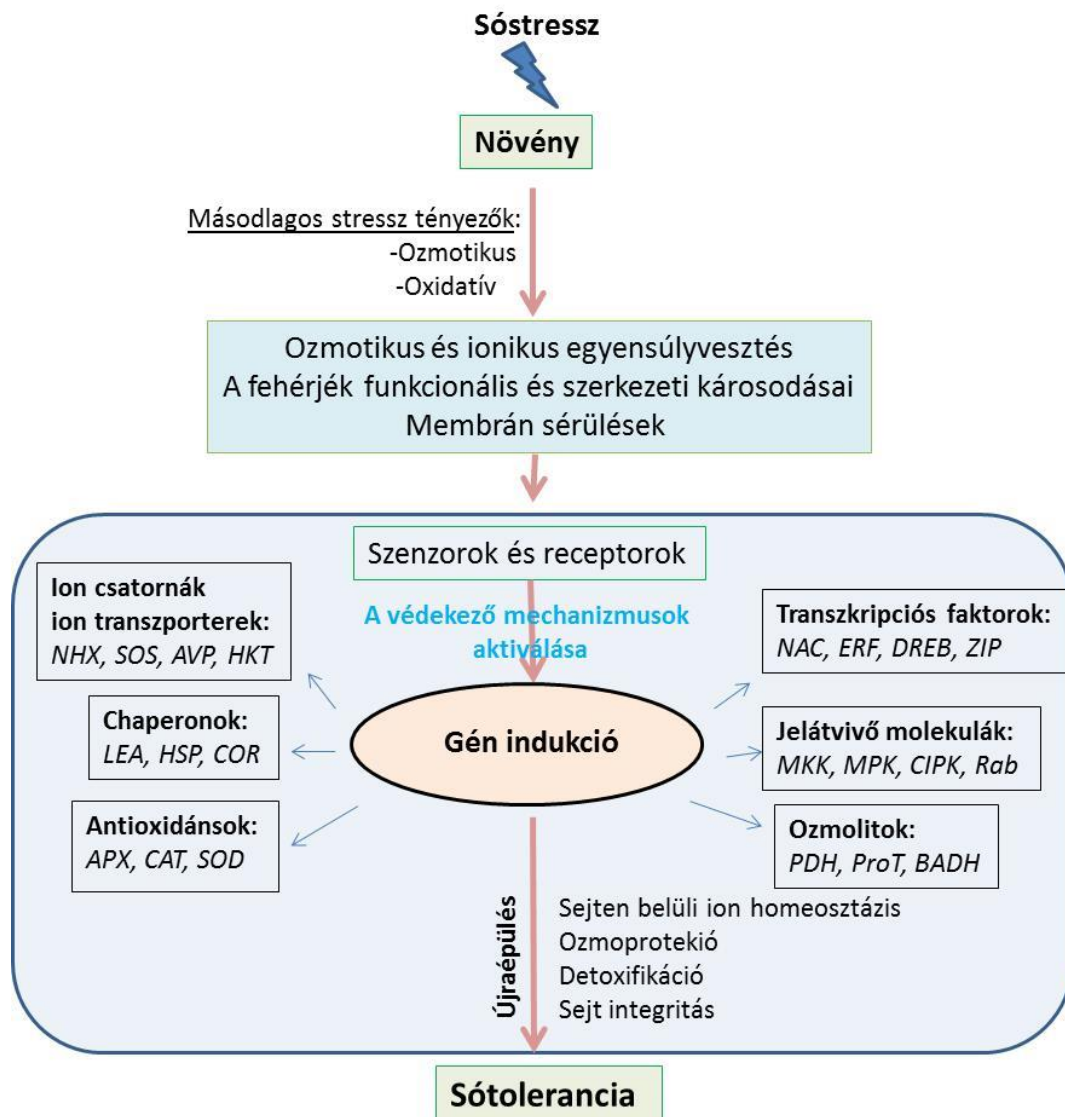 Sóstressz
Növény
Másodlagos stressz tényezők:
-Ozmotikus
-Oxidatív
Ozmotikus és ionikus egyensúlyvesztés
A fehérjék funkcionális és szerkezeti károsodásai
Membrán sérülések
Szenzorok és receptorok
A védekező mechanizmusok
aktiválása
Ion csatornák
ion transzporterek:
NHX, SOS, AVP, HKT
Chaperonok:
LEA, HSP, COR
Antioxidánsok:
APX, CAT, SOD
Gén indukció
Transzkripciós faktorok:
NAC, ERF, DREB, ZIP
Jelátvivő molekulák:
MKK, MPK, CIPK, Rab
Ozmolitok:
PDH, ProT, BADH
Újraépülés
Sejten belüli ion homeosztázis
Ozmoprotekió
Detoxifikáció
Sejt integritás
Sótolerancia